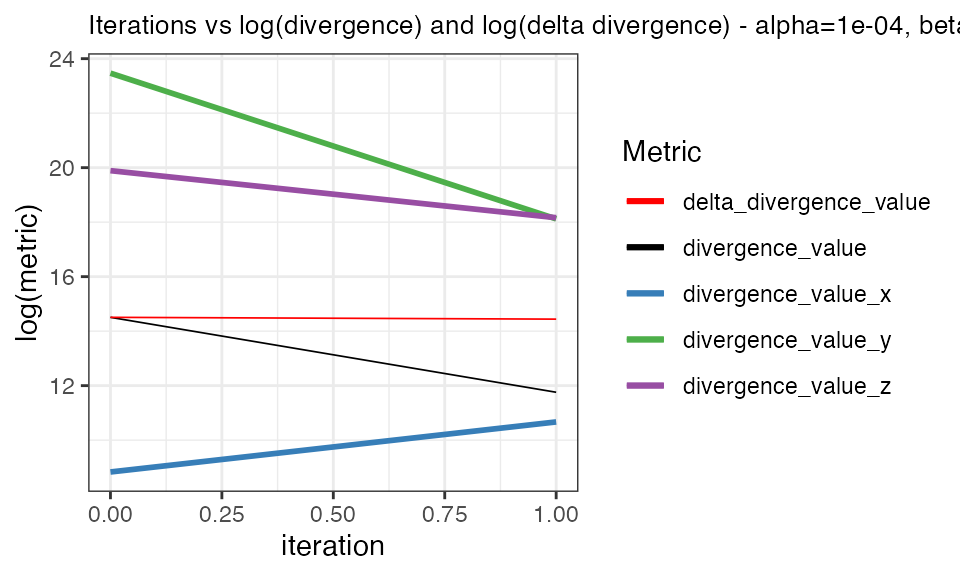 Iterations vs log(divergence) and log(delta divergence) - alpha=1e-04,
24
20
16
12
log(metric)
0.00 0.25 0.50 0.75 1.00
iteration
Metric
delta_divergence_value
divergence_value
divergence_value_x
divergence_value_y
divergence_value_z